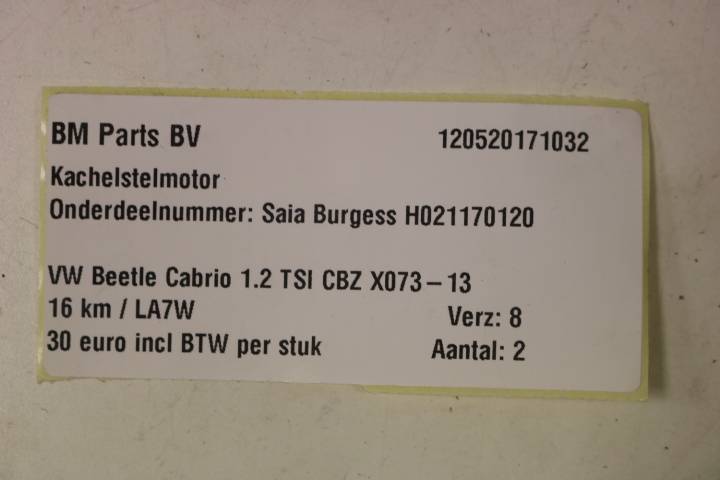 BM Parts BV 120520171032
Kachelstelmotor
Onderdeelnummer: Saia Burgess H021170120
VW Beetle Cabrio 1.2 TSI CBZ X073-13
16 km / LA7W Verz: 8
30 euro incl BTW per stuk Aantal: 2